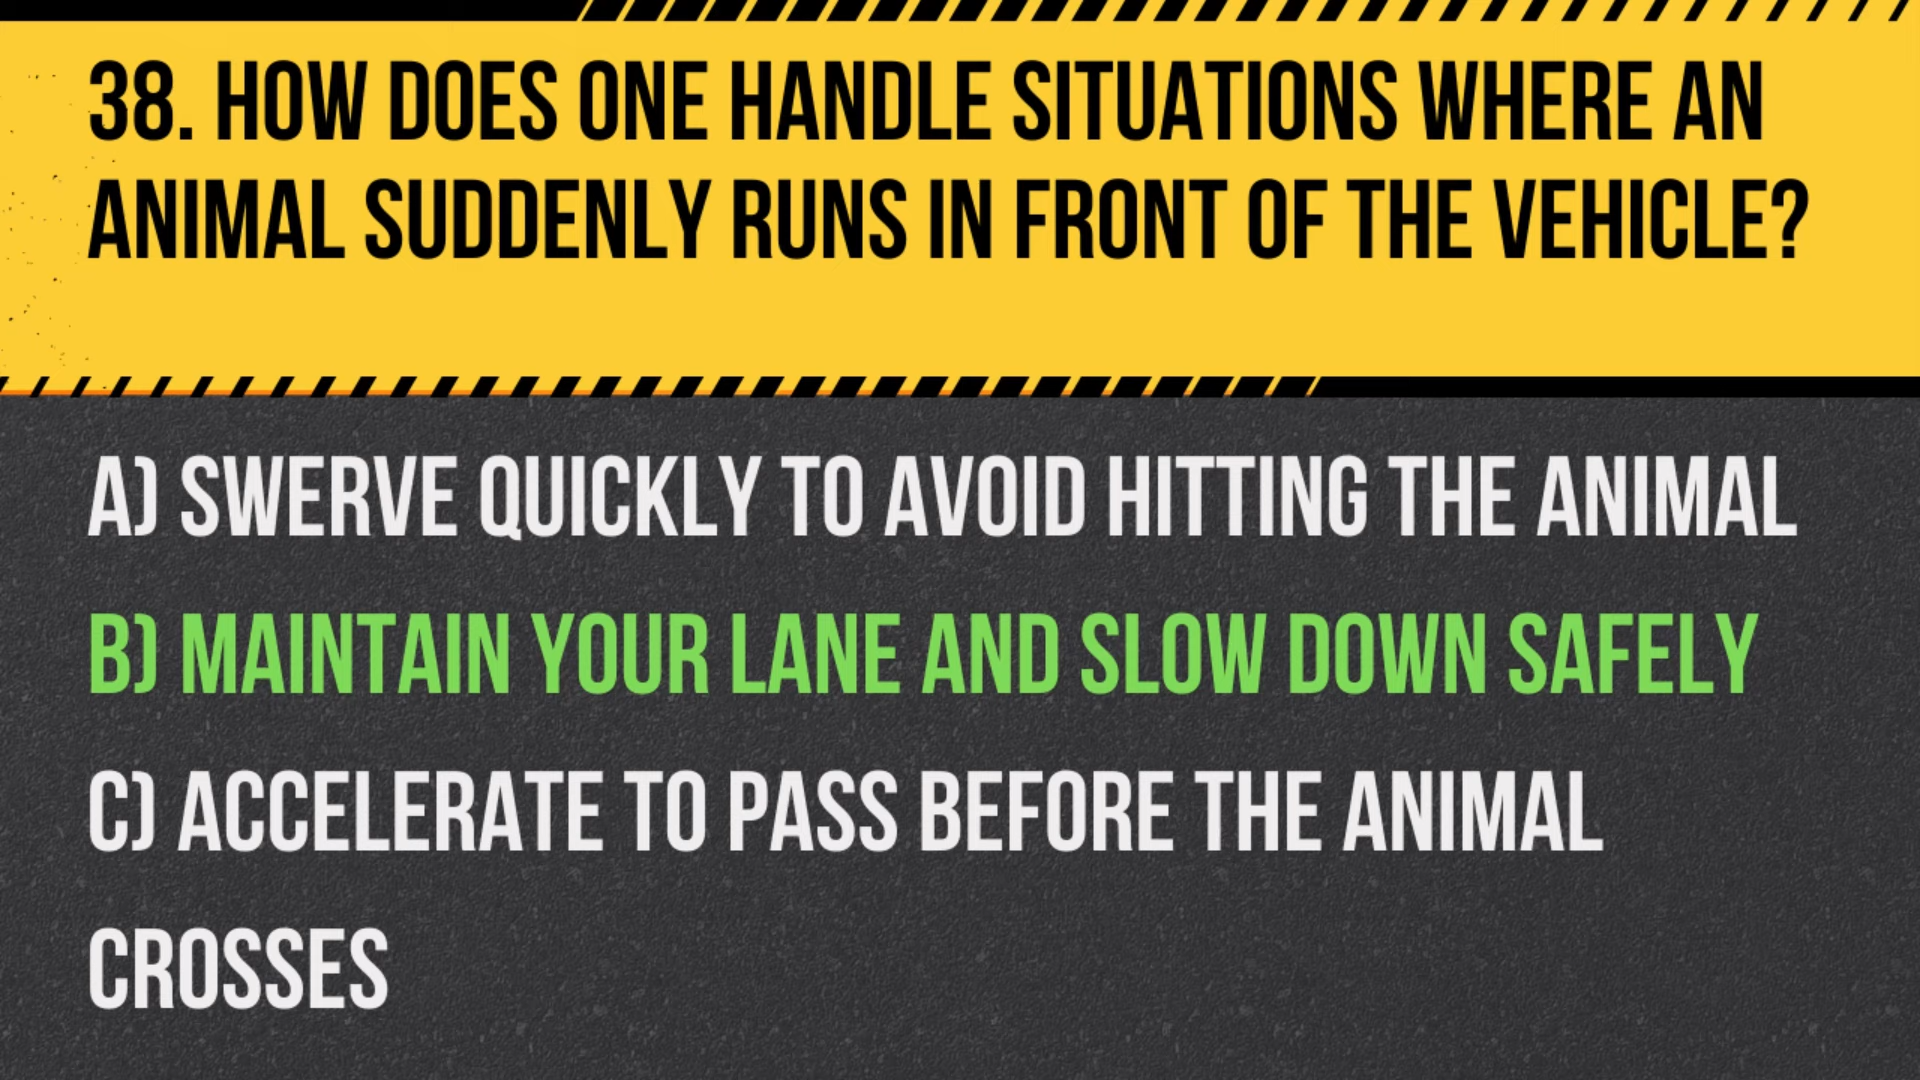 38. HOW DOES ONE HANDLE SITUATIONS WHERE AN
ANIMAL SUDDENLY RUNS IN FRONT OF THE VEHICLE?
A) SWERVE QUICKLY TO AVOID HITTING THE ANIMAL
B) MAINTAIN YOUR LANE AND SLOW DOWN SAFELY
C) ACCELERATE TO PASS BEFORE THE ANIMAL
CROSSES